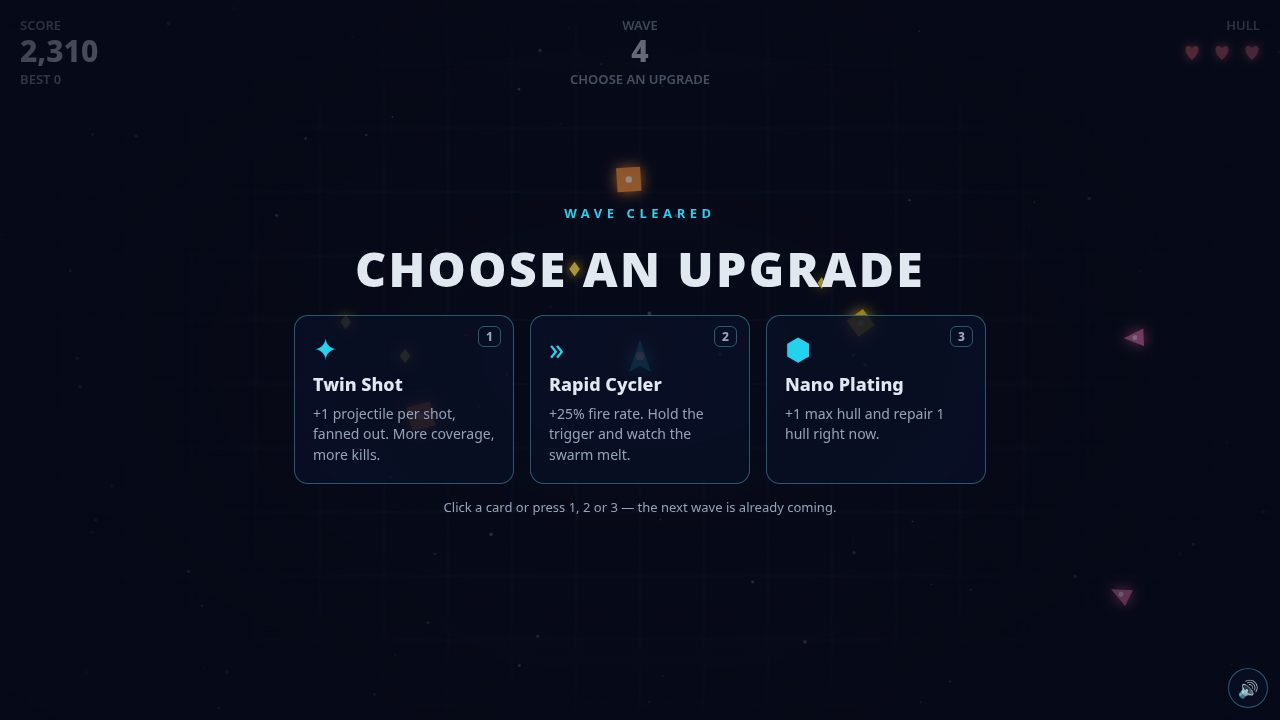 SCORE
2,310
BEST 0
WAVE
4
CHOOSE AN UPGRADE
HULL
WAVE CLEARED
CHOOSE AN UPGRADE
1
Twin Shot
+1 projectile per shot,
fanned out. More coverage,
more kills.
2
Rapid Cycler
+25% fire rate. Hold the
trigger and watch the
swarm melt.
3
Nano Plating
+1 max hull and repair 1
hull right now.
Click a card or press 1, 2 or 3 — the next wave is already coming.